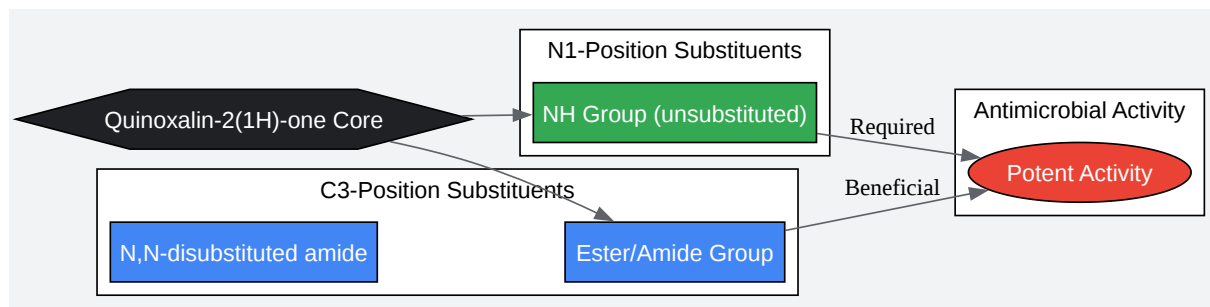 N1-Position Substituents
Quinoxalin-2(1H)-one Core
NH Group (unsubstituted)
Required
Antimicrobial Activity
Potent Activity
Beneficial
C3-Position Substituents
N,N-disubstituted amide
Ester/Amide Group